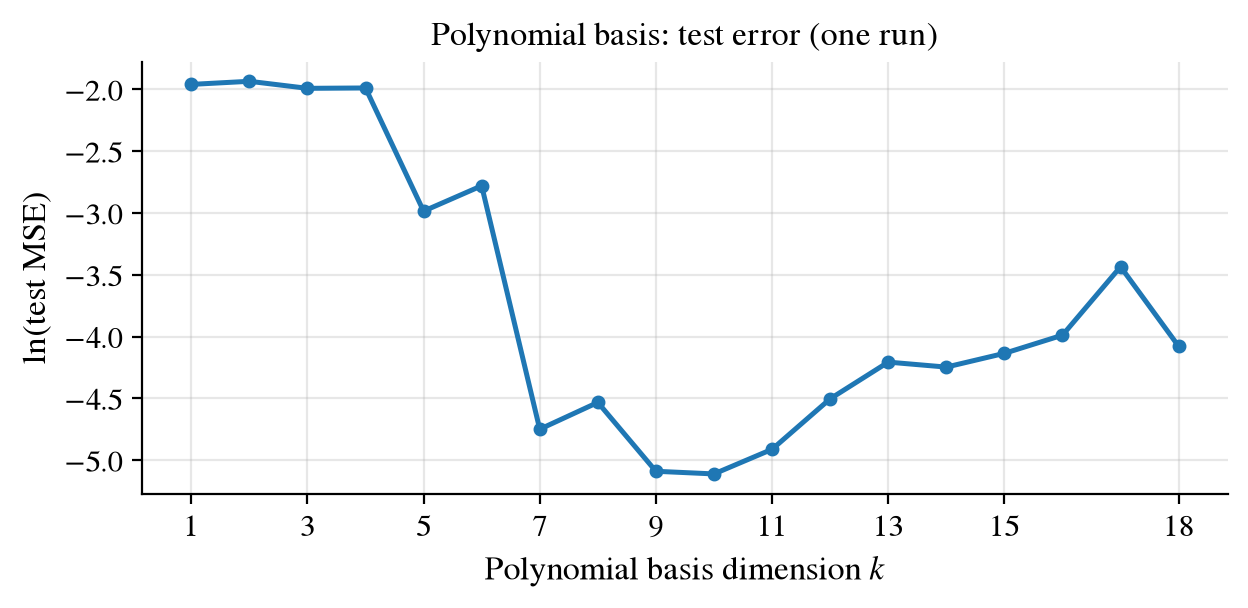 Polynomial basis: test error (one run)
ln(test MSE)
−2.0
−2.5
−3.0
−3.5
−4.0
−4.5
−5.0
1 3 5 7 9 11 13 15 18
Polynomial basis dimension k